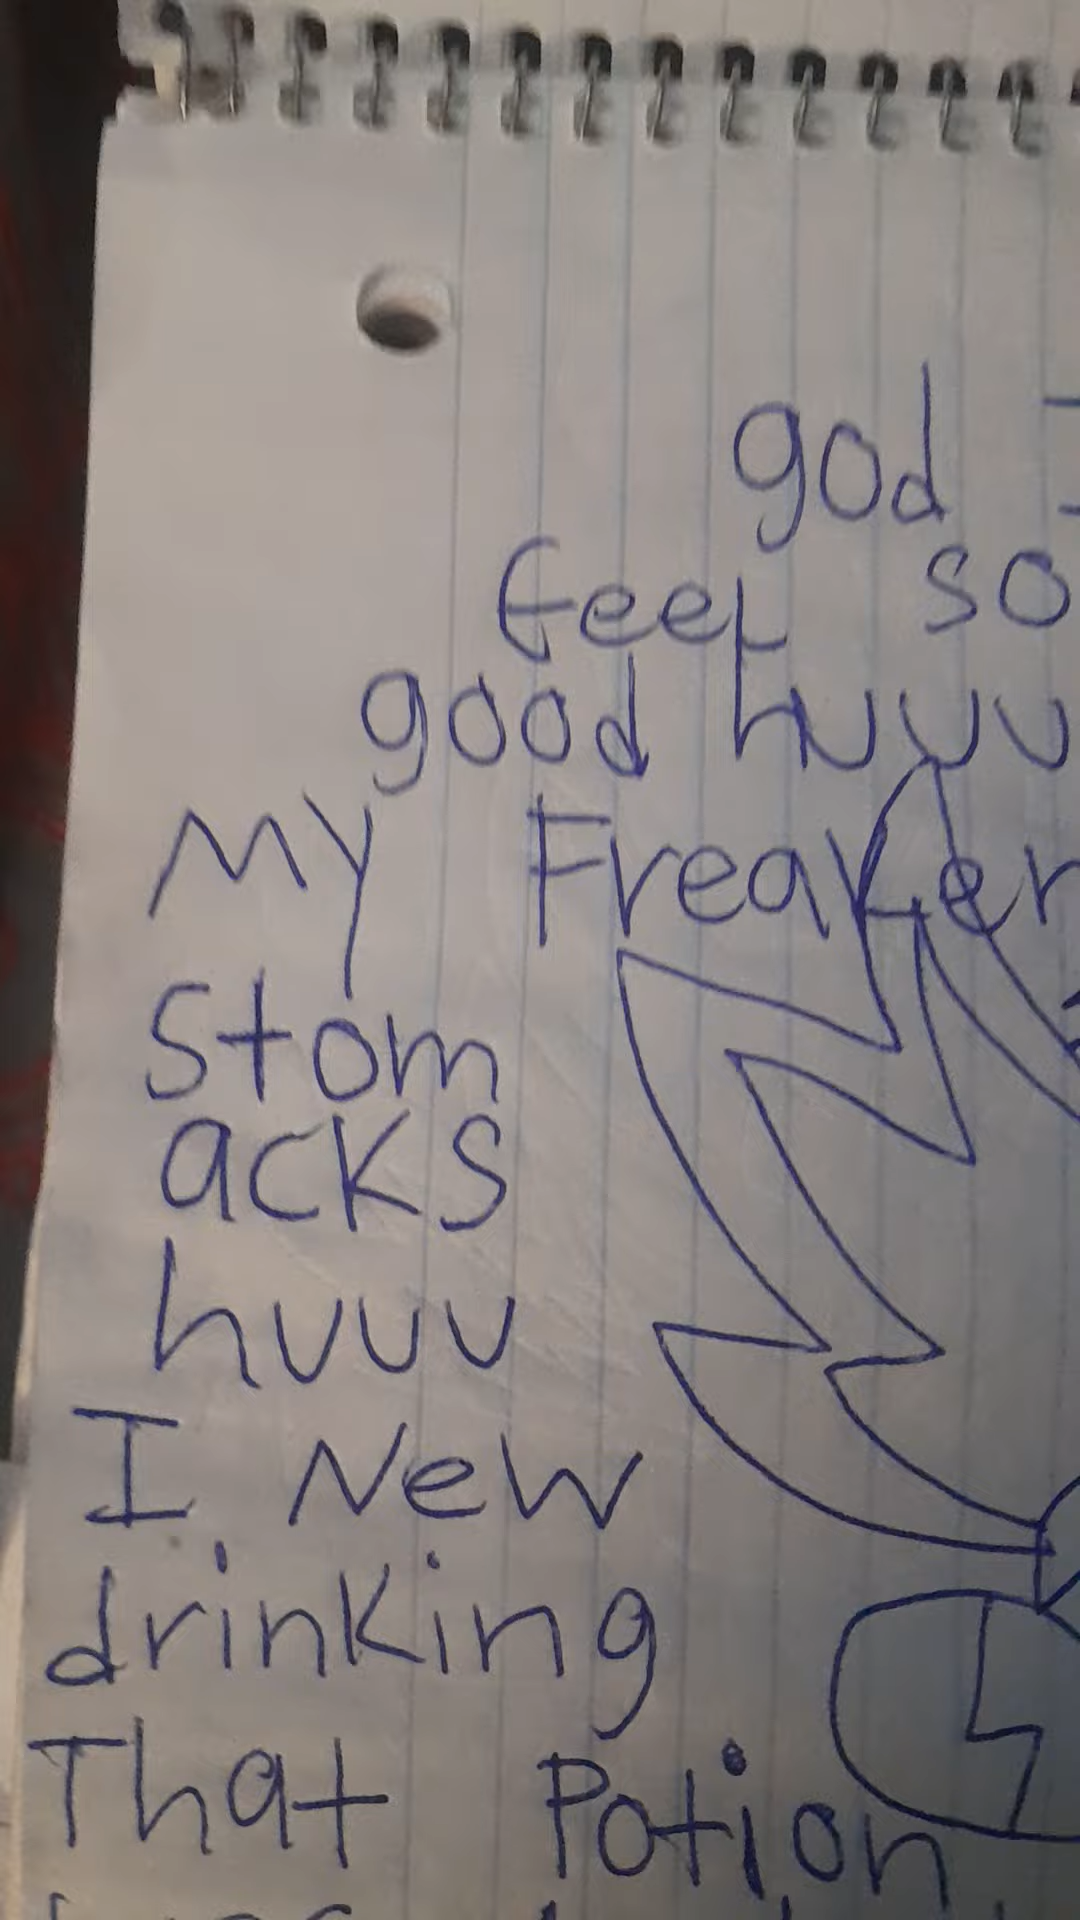 god I
feel so
good huuu
My Freaker
Stom
acks
huuu
I New
drinking
That Potion